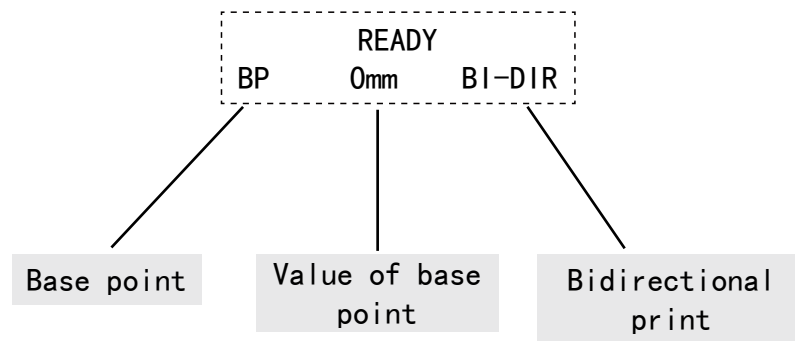 READY
BP 0mm BI-DIR
Base point
Value of base
point
Bidirectional
print